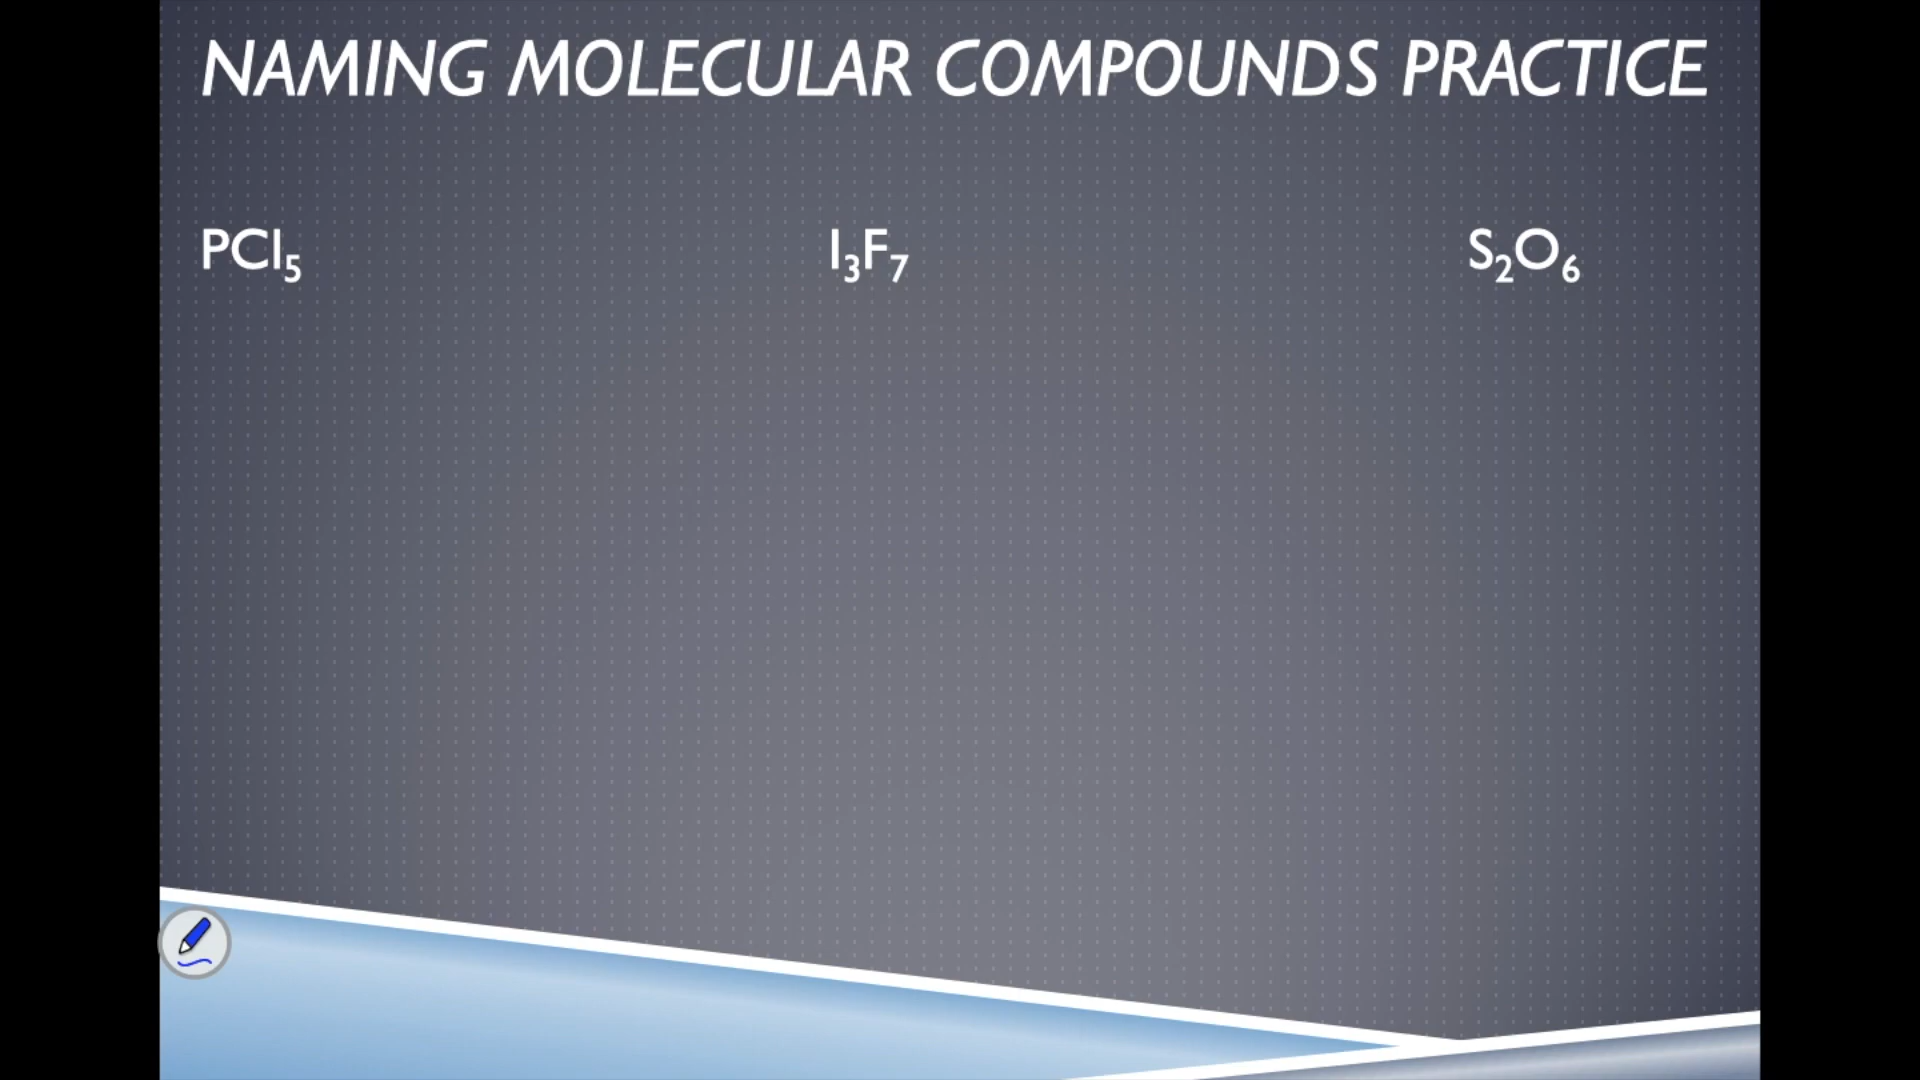 NAMING MOLECULAR COMPOUNDS PRACTICE
PCl₅ I₃F₇ S₂O₆